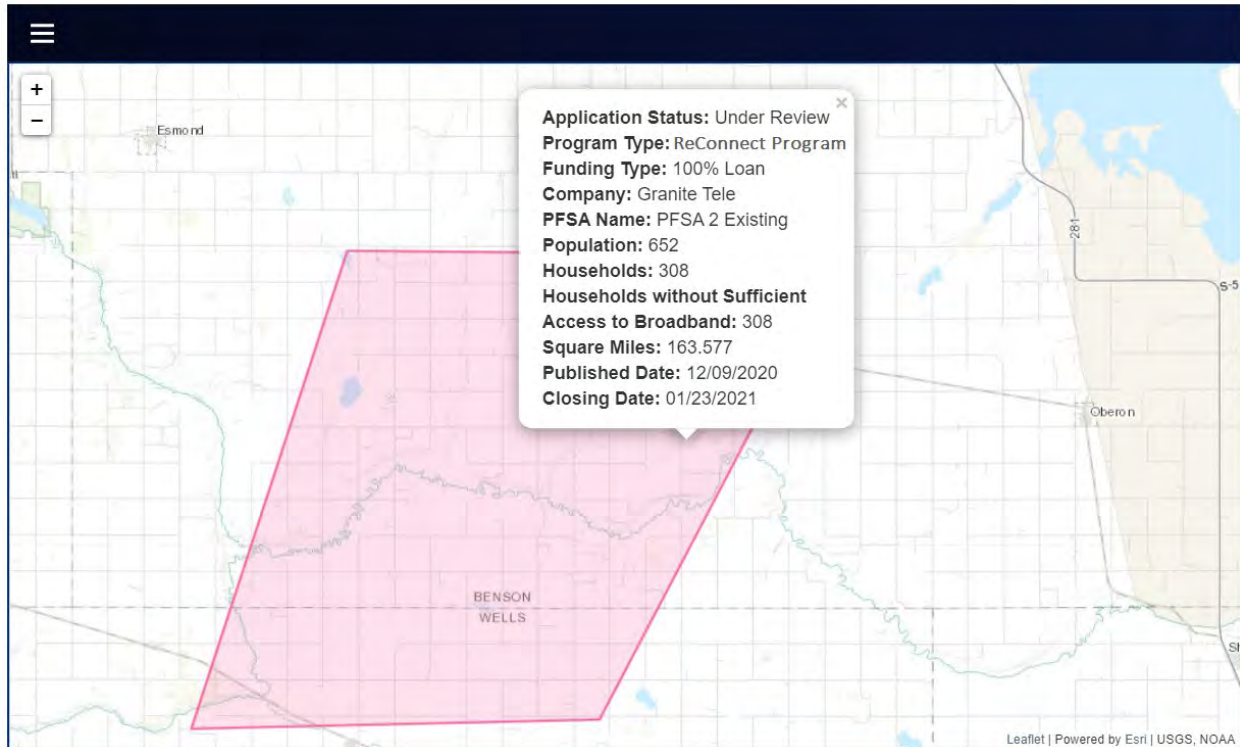 +
−
Esmond
×
Application Status: Under Review
Program Type: ReConnect Program
Funding Type: 100% Loan
Company: Granite Tele
PFSA Name: PFSA 2 Existing
Population: 652
Households: 308
Households without Sufficient
Access to Broadband: 308
Square Miles: 163.577
Published Date: 12/09/2020
Closing Date: 01/23/2021
281
S-5
Oberon
BENSON
WELLS
Sh
Leaflet | Powered by Esri | USGS, NOAA